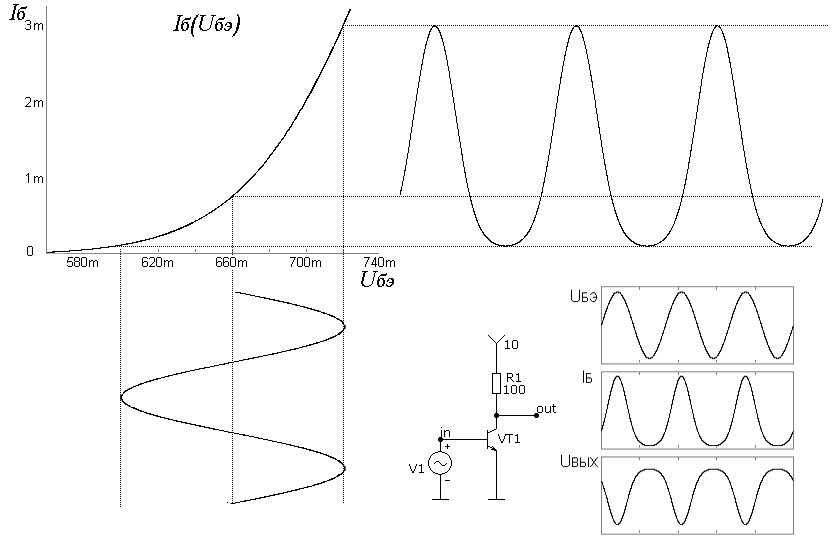 Iб
Iб(Uбэ)
3m
2m
1m
0
580m 620m 660m 700m 740m
Uбэ
UБЭ
10
R1
100
IБ
out
in
+
VT1
V1
-
UВЫХ